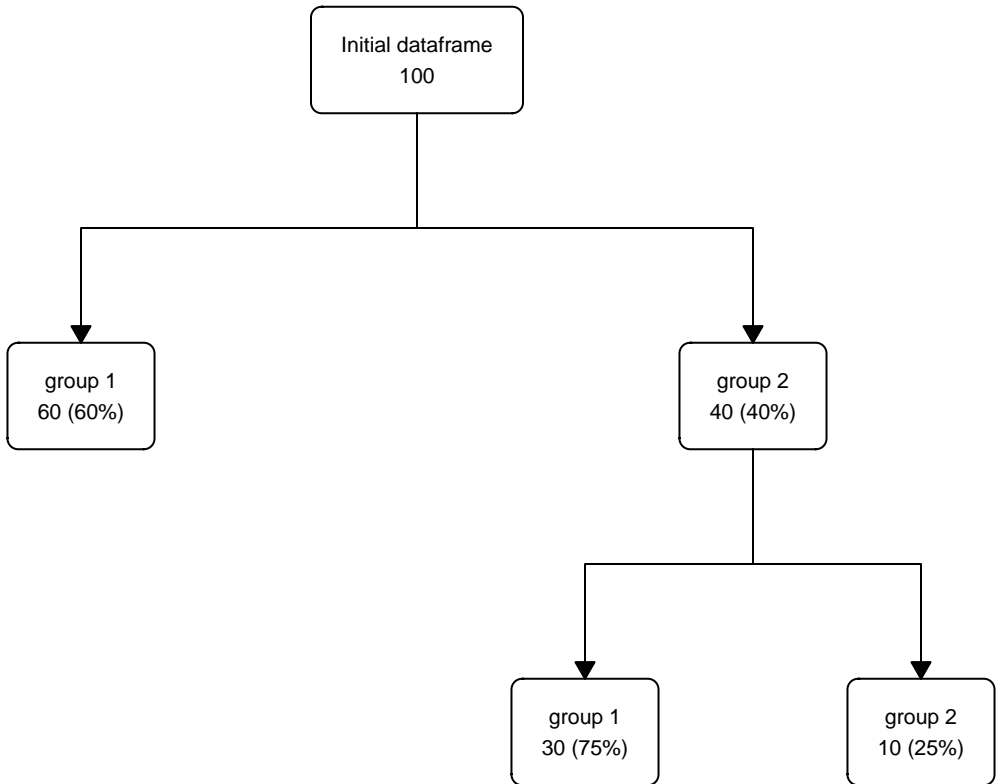 Initial dataframe
100
group 1
60 (60%)
group 2
40 (40%)
group 1
30 (75%)
group 2
10 (25%)